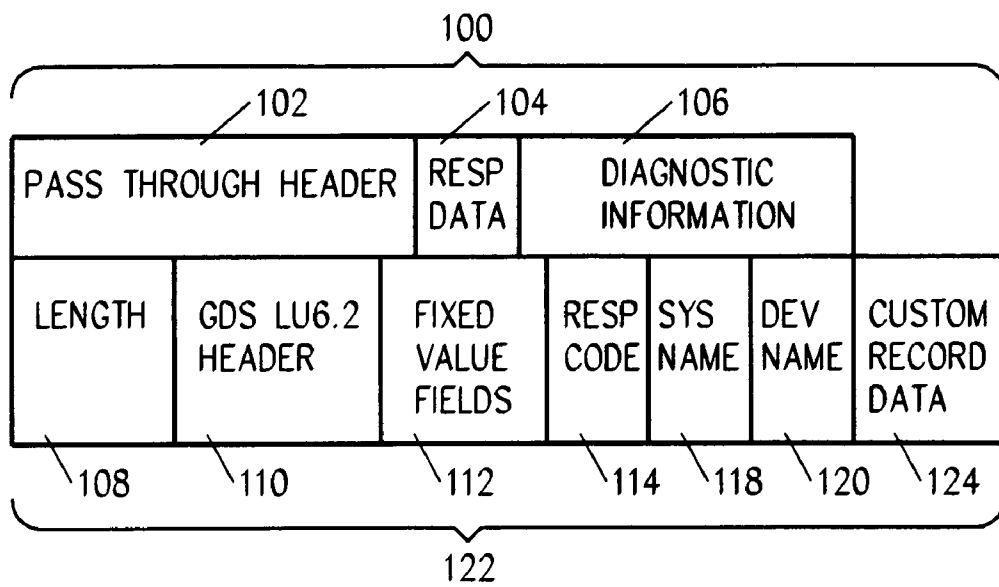 100
102
104
106
PASS THROUGH HEADER
RESP
DATA
DIAGNOSTIC
INFORMATION
LENGTH
GDS LU6.2
HEADER
FIXED
VALUE
FIELDS
RESP
CODE
SYS
NAME
DEV
NAME
CUSTOM
RECORD
DATA
108
110
112
114
118
120
124
122